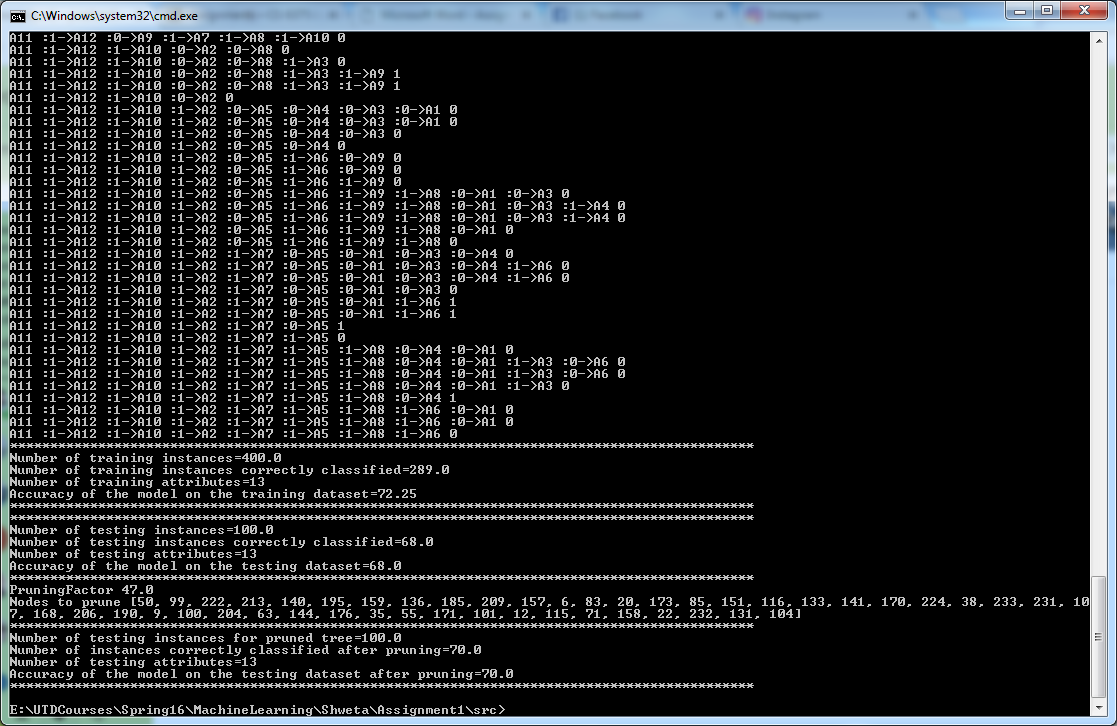 C:\Windows\system32\cmd.exe
A11 :1->A12 :0->A9 :1->A7 :1->A8 :1->A10 0
A11 :1->A12 :1->A10 :0->A2 :0->A8 0
A11 :1->A12 :1->A10 :0->A2 :0->A8 :1->A3 0
A11 :1->A12 :1->A10 :0->A2 :0->A8 :1->A3 :1->A9 1
A11 :1->A12 :1->A10 :0->A2 :0->A8 :1->A3 :1->A9 1
A11 :1->A12 :1->A10 :0->A2 0
A11 :1->A12 :1->A10 :1->A2 :0->A5 :0->A4 :0->A3 :0->A1 0
A11 :1->A12 :1->A10 :1->A2 :0->A5 :0->A4 :0->A3 :0->A1 0
A11 :1->A12 :1->A10 :1->A2 :0->A5 :0->A4 :0->A3 0
A11 :1->A12 :1->A10 :1->A2 :0->A5 :0->A4 0
A11 :1->A12 :1->A10 :1->A2 :0->A5 :1->A6 :0->A9 0
A11 :1->A12 :1->A10 :1->A2 :0->A5 :1->A6 :0->A9 0
A11 :1->A12 :1->A10 :1->A2 :0->A5 :1->A6 :1->A9 0
A11 :1->A12 :1->A10 :1->A2 :0->A5 :1->A6 :1->A9 :1->A8 :0->A1 :0->A3 0
A11 :1->A12 :1->A10 :1->A2 :0->A5 :1->A6 :1->A9 :1->A8 :0->A1 :0->A3 :1->A4 0
A11 :1->A12 :1->A10 :1->A2 :0->A5 :1->A6 :1->A9 :1->A8 :0->A1 :0->A3 :1->A4 0
A11 :1->A12 :1->A10 :1->A2 :0->A5 :1->A6 :1->A9 :1->A8 :0->A1 0
A11 :1->A12 :1->A10 :1->A2 :0->A5 :1->A6 :1->A9 :1->A8 0
A11 :1->A12 :1->A10 :1->A2 :1->A7 :0->A5 :0->A1 :0->A3 :0->A4 0
A11 :1->A12 :1->A10 :1->A2 :1->A7 :0->A5 :0->A1 :0->A3 :0->A4 :1->A6 0
A11 :1->A12 :1->A10 :1->A2 :1->A7 :0->A5 :0->A1 :0->A3 :0->A4 :1->A6 0
A11 :1->A12 :1->A10 :1->A2 :1->A7 :0->A5 :0->A1 :0->A3 0
A11 :1->A12 :1->A10 :1->A2 :1->A7 :0->A5 :0->A1 :1->A6 1
A11 :1->A12 :1->A10 :1->A2 :1->A7 :0->A5 :0->A1 :1->A6 1
A11 :1->A12 :1->A10 :1->A2 :1->A7 :0->A5 1
A11 :1->A12 :1->A10 :1->A2 :1->A7 :1->A5 0
A11 :1->A12 :1->A10 :1->A2 :1->A7 :1->A5 :1->A8 :0->A4 :0->A1 0
A11 :1->A12 :1->A10 :1->A2 :1->A7 :1->A5 :1->A8 :0->A4 :0->A1 :1->A3 :0->A6 0
A11 :1->A12 :1->A10 :1->A2 :1->A7 :1->A5 :1->A8 :0->A4 :0->A1 :1->A3 :0->A6 0
A11 :1->A12 :1->A10 :1->A2 :1->A7 :1->A5 :1->A8 :0->A4 :0->A1 :1->A3 0
A11 :1->A12 :1->A10 :1->A2 :1->A7 :1->A5 :1->A8 :0->A4 1
A11 :1->A12 :1->A10 :1->A2 :1->A7 :1->A5 :1->A8 :1->A6 :0->A1 0
A11 :1->A12 :1->A10 :1->A2 :1->A7 :1->A5 :1->A8 :1->A6 :0->A1 0
A11 :1->A12 :1->A10 :1->A2 :1->A7 :1->A5 :1->A8 :1->A6 0
*********************************************************************************************
Number of training instances=400.0
Number of training instances correctly classified=289.0
Number of training attributes=13
Accuracy of the model on the training dataset=72.25
*********************************************************************************************
*********************************************************************************************
Number of testing instances=100.0
Number of testing instances correctly classified=68.0
Number of testing attributes=13
Accuracy of the model on the testing dataset=68.0
*********************************************************************************************
PruningFactor 47.0
Nodes to prune [50, 99, 222, 213, 140, 195, 159, 136, 185, 209, 157, 6, 83, 20, 173, 85, 151, 116, 133, 141, 170, 224, 38, 233, 231, 10
7, 168, 206, 190, 9, 100, 204, 63, 144, 176, 35, 55, 171, 101, 12, 115, 71, 158, 22, 232, 131, 104]
*********************************************************************************************
Number of testing instances for pruned tree=100.0
Number of instances correctly classified after pruning=70.0
Number of testing attributes=13
Accuracy of the model on the testing dataset after pruning=70.0
*********************************************************************************************
E:\UTDCourses\Spring16\MachineLearning\Shweta\Assignment1\src>